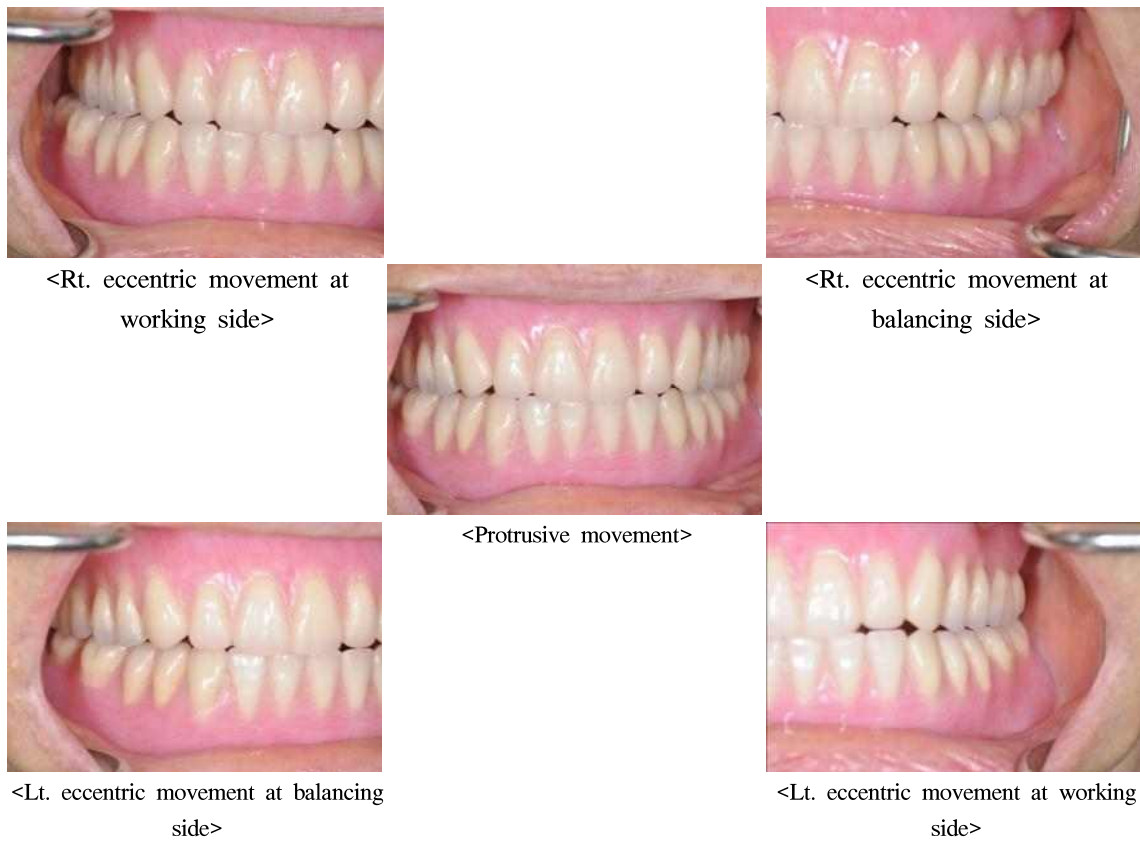 <Rt. eccentric movement at
working side>
<Rt. eccentric movement at
balancing side>
<Protrusive movement>
<Lt. eccentric movement at balancing
side>
<Lt. eccentric movement at working
side>